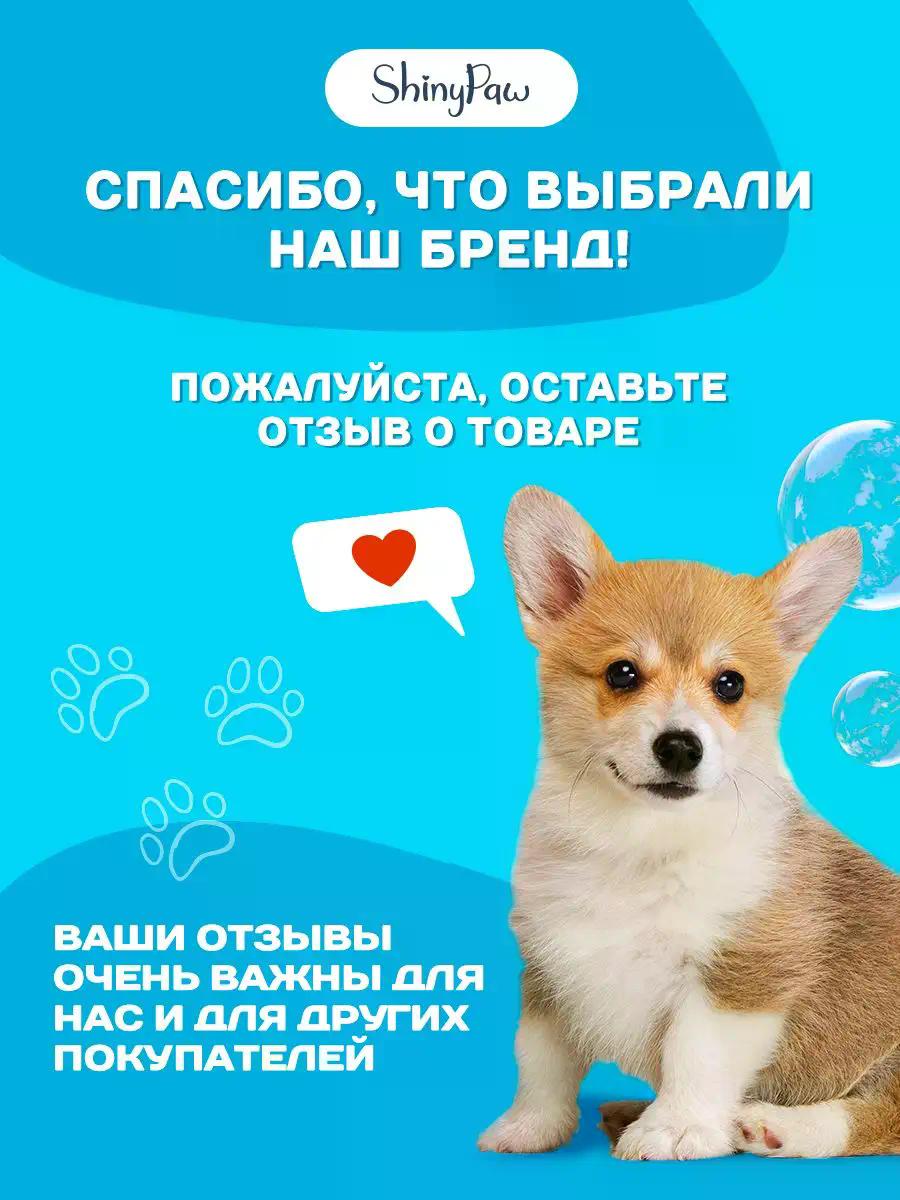 ShinyPaw
СПАСИБО, ЧТО ВЫБРАЛИ
НАШ БРЕНД!
ПОЖАЛУЙСТА, ОСТАВЬТЕ
ОТЗЫВ О ТОВАРЕ
ВАШИ ОТЗЫВЫ
ОЧЕНЬ ВАЖНЫ ДЛЯ
НАС И ДЛЯ ДРУГИХ
ПОКУПАТЕЛЕЙ